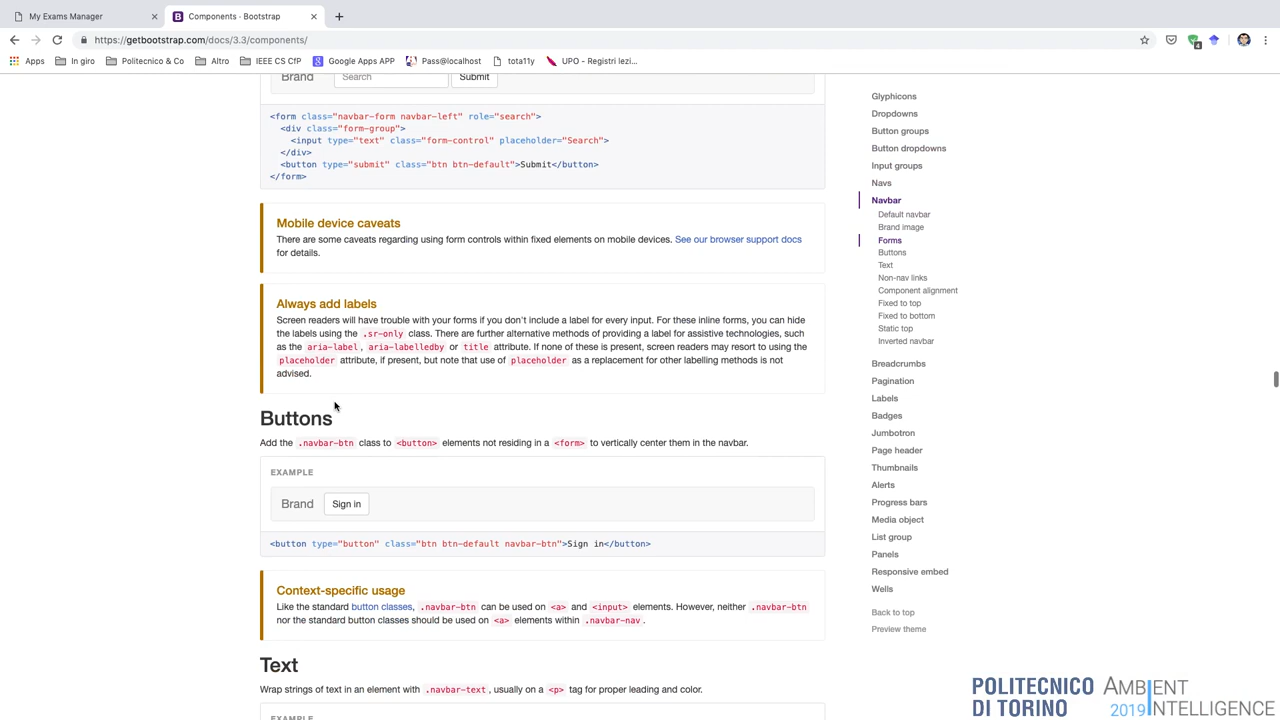 My Exams Manager
Components · Bootstrap
https://getbootstrap.com/docs/3.3/components/
4
Apps
In giro
Politecnico & Co
Altro
IEEE CS CfP
Google Apps APP
Pass@localhost
tota11y
UPO - Registri lezi...
Brand
Search
Submit
<form class="navbar-form navbar-left" role="search">
<div class="form-group">
<input type="text" class="form-control" placeholder="Search">
</div>
<button type="submit" class="btn btn-default">Submit</button>
</form>
Mobile device caveats
There are some caveats regarding using form controls within fixed elements on mobile devices. See our browser support docs
for details.
Always add labels
Screen readers will have trouble with your forms if you don't include a label for every input. For these inline forms, you can hide
the labels using the .sr-only class. There are further alternative methods of providing a label for assistive technologies, such
as the aria-label, aria-labelledby or title attribute. If none of these is present, screen readers may resort to using the
placeholder attribute, if present, but note that use of placeholder as a replacement for other labelling methods is not
advised.
Buttons
Add the .navbar-btn class to <button> elements not residing in a <form> to vertically center them in the navbar.
EXAMPLE
Brand
Sign in
<button type="button" class="btn btn-default navbar-btn">Sign in</button>
Context-specific usage
Like the standard button classes, .navbar-btn can be used on <a> and <input> elements. However, neither .navbar-btn
nor the standard button classes should be used on <a> elements within .navbar-nav.
Text
Wrap strings of text in an element with .navbar-text, usually on a <p> tag for proper leading and color.
EXAMPLE
Glyphicons
Dropdowns
Button groups
Button dropdowns
Input groups
Navs
Navbar
Default navbar
Brand image
Forms
Buttons
Text
Non-nav links
Component alignment
Fixed to top
Fixed to bottom
Static top
Inverted navbar
Breadcrumbs
Pagination
Labels
Badges
Jumbotron
Page header
Thumbnails
Alerts
Progress bars
Media object
List group
Panels
Responsive embed
Wells
Back to top
Preview theme
POLITECNICO
DI TORINO
AMBIENT
2019 INTELLIGENCE